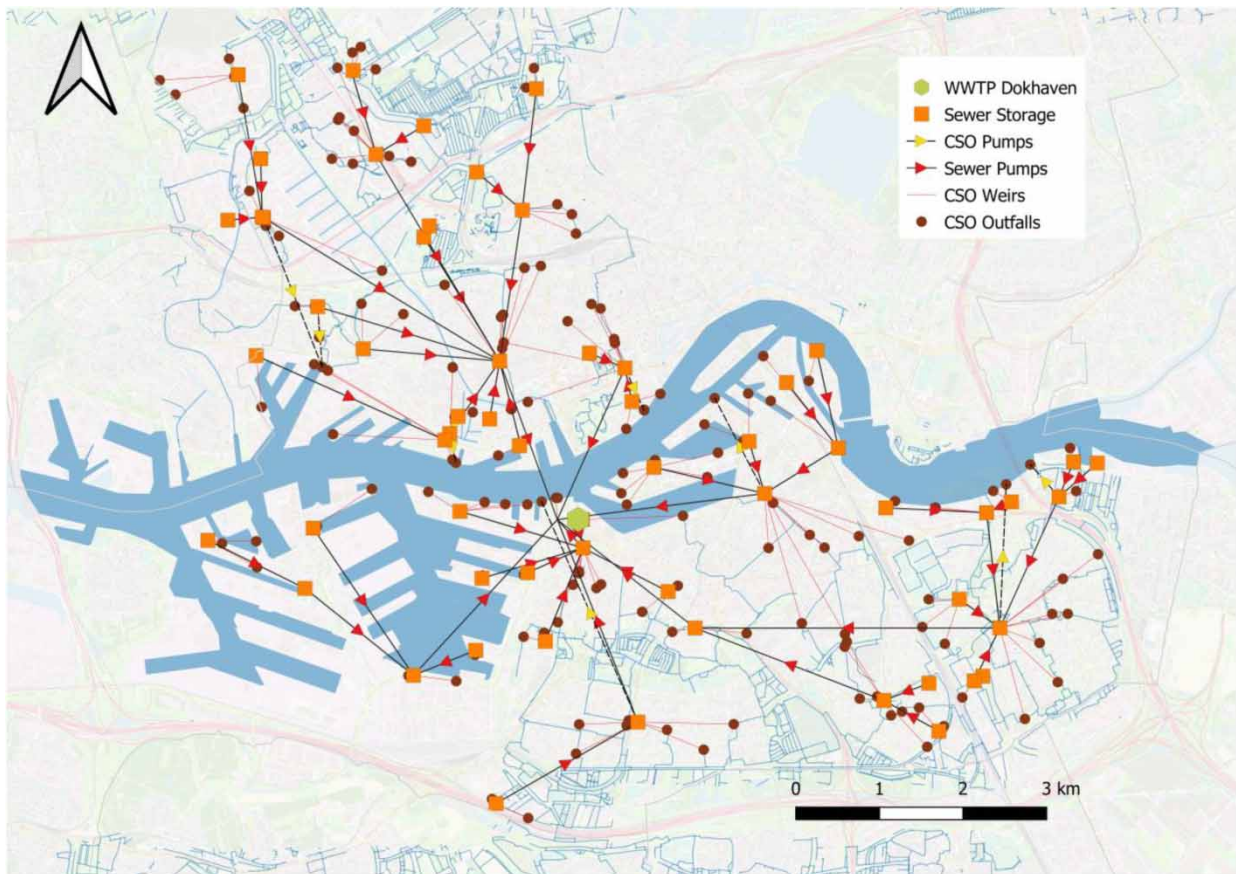 WWTP Dokhaven
Sewer Storage
CSO Pumps
Sewer Pumps
CSO Weirs
CSO Outfalls
0 1 2 3 km